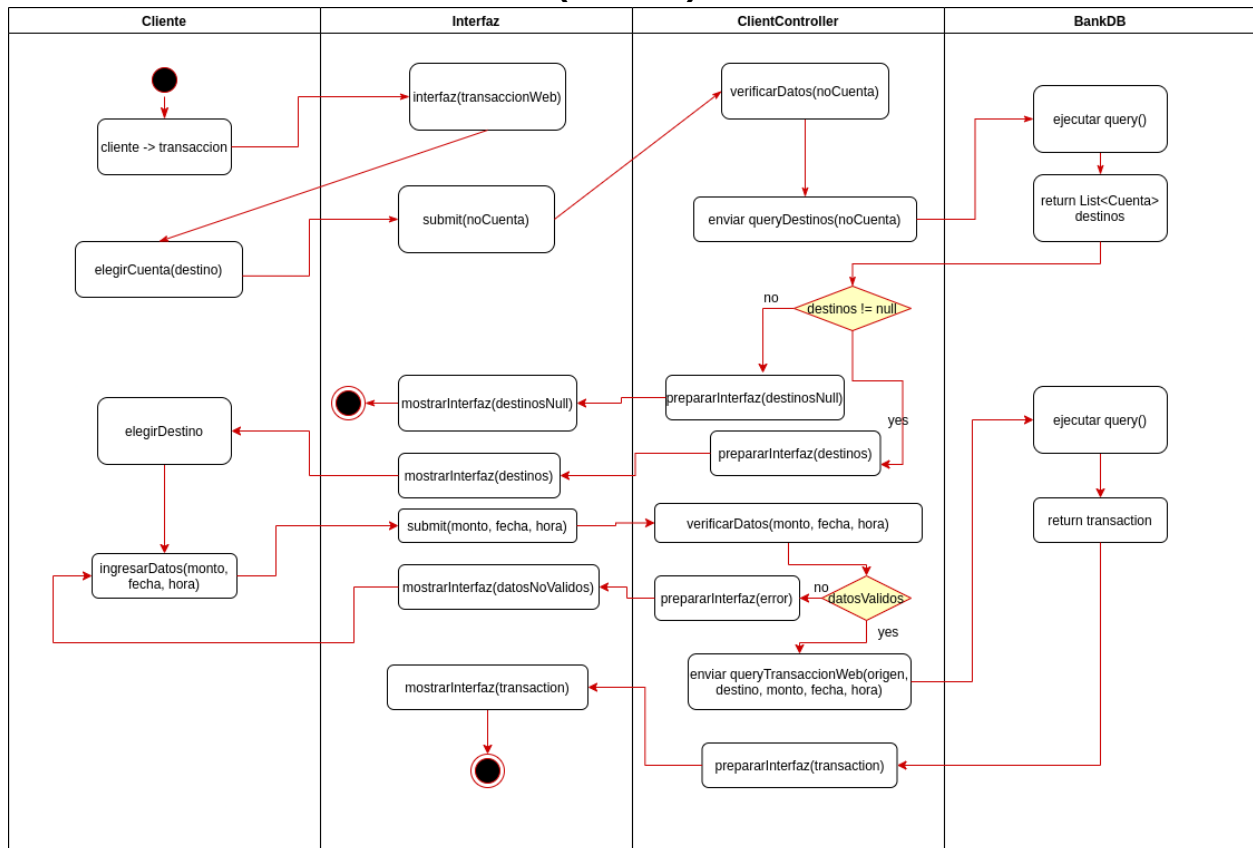 Cliente
Interfaz
ClientController
BankDB
cliente -> transaccion
interfaz(transaccionWeb)
verificarDatos(noCuenta)
ejecutar query()
elegirCuenta(destino)
submit(noCuenta)
enviar queryDestinos(noCuenta)
return List<Cuenta>
destinos
destinos != null
no
yes
mostrarInterfaz(destinosNull)
prepararInterfaz(destinosNull)
ejecutar query()
elegirDestino
mostrarInterfaz(destinos)
prepararInterfaz(destinos)
submit(monto, fecha, hora)
verificarDatos(monto, fecha, hora)
return transaction
ingresarDatos(monto,
fecha, hora)
mostrarInterfaz(datosNoValidos)
prepararInterfaz(error)
no
datosValidos
yes
mostrarInterfaz(transaction)
enviar queryTransaccionWeb(origen,
destino, monto, fecha, hora)
prepararInterfaz(transaction)